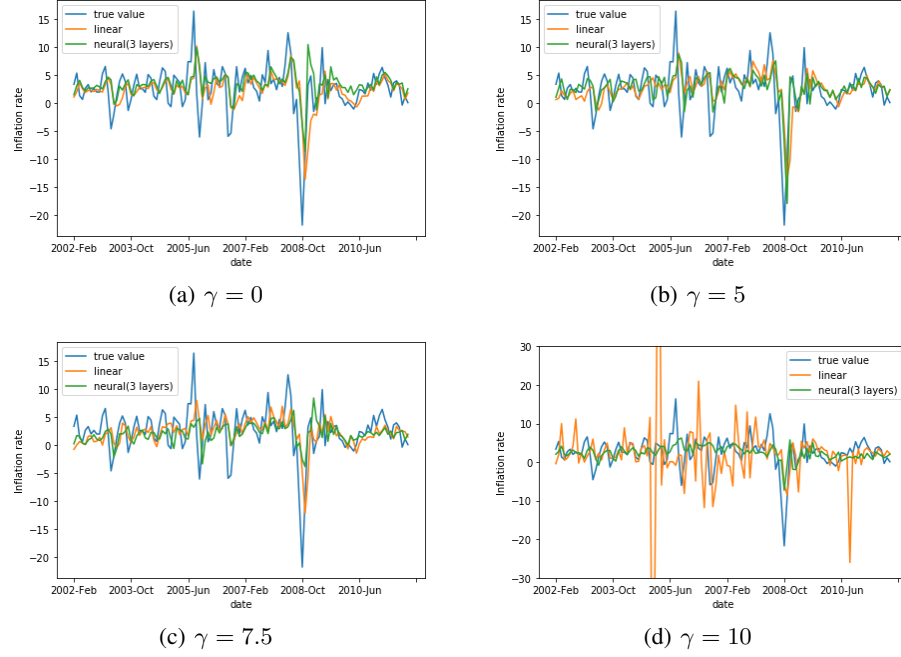 true value
linear
neural(3 layers)
15
10
5
0
−5
−10
−15
−20
Inflation rate
2002-Feb 2003-Oct 2005-Jun 2007-Feb 2008-Oct 2010-Jun
date
(a) γ = 0
true value
linear
neural(3 layers)
15
10
5
0
−5
−10
−15
−20
Inflation rate
2002-Feb 2003-Oct 2005-Jun 2007-Feb 2008-Oct 2010-Jun
date
(b) γ = 5
true value
linear
neural(3 layers)
15
10
5
0
−5
−10
−15
−20
Inflation rate
2002-Feb 2003-Oct 2005-Jun 2007-Feb 2008-Oct 2010-Jun
date
(c) γ = 7.5
true value
linear
neural(3 layers)
30
20
10
0
−10
−20
−30
Inflation rate
2002-Feb 2003-Oct 2005-Jun 2007-Feb 2008-Oct 2010-Jun
date
(d) γ = 10